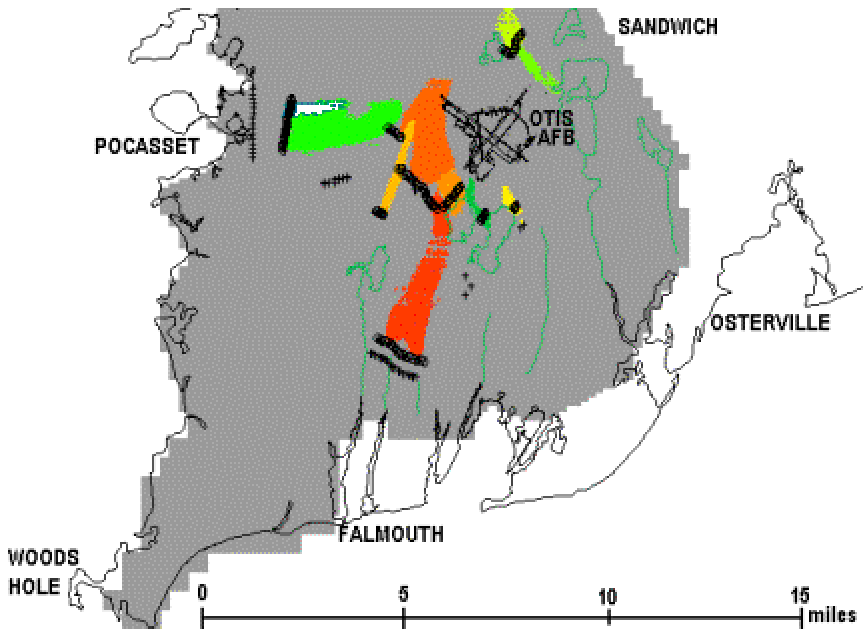 SANDWICH
OTIS
AFB
POCASSET
OSTERVILLE
FALMOUTH
WOODS
HOLE
0 5 10 15
miles